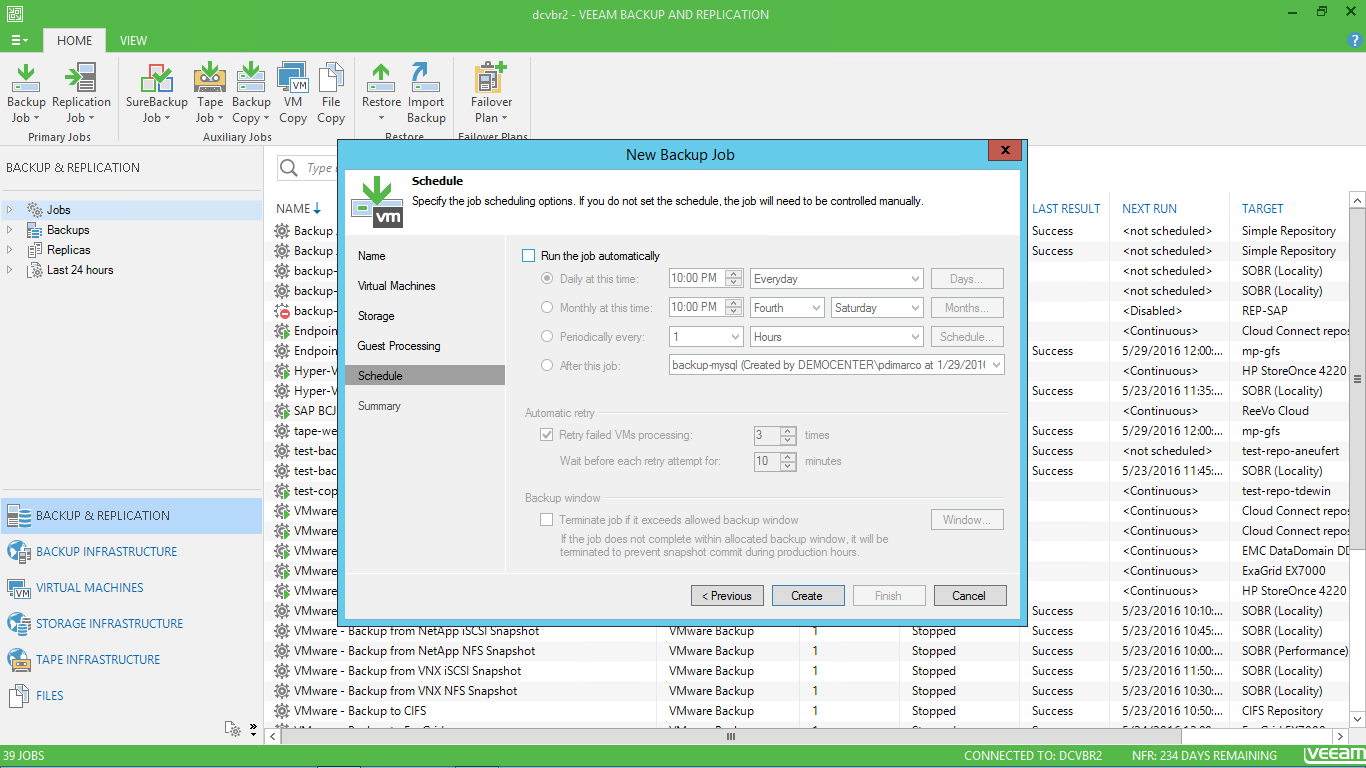 dcvbr2 - VEEAM BACKUP AND REPLICATION
HOME VIEW
Backup Job
Replication Job
SureBackup Job
Tape Job
Backup Copy
VM Copy
File Copy
Restore
Import Backup
Failover Plan
Primary Jobs
Auxiliary Jobs
Restore
Failover Plans
BACKUP & REPLICATION
Jobs
Backups
Replicas
Last 24 hours
BACKUP & REPLICATION
BACKUP INFRASTRUCTURE
VIRTUAL MACHINES
STORAGE INFRASTRUCTURE
TAPE INFRASTRUCTURE
FILES
Type
NAME LAST RESULT NEXT RUN TARGET
Backup Success <not scheduled> Simple Repository
Backup Success <not scheduled> Simple Repository
backup- <not scheduled> SOBR (Locality)
backup- <not scheduled> SOBR (Locality)
backup- <Disabled> REP-SAP
Endpoin <Continuous> Cloud Connect repos
Endpoin Success 5/29/2016 12:00:... mp-gfs
Hyper-V <Continuous> HP StoreOnce 4220
Hyper-V Success 5/23/2016 11:35:... SOBR (Locality)
SAP BCJ <Continuous> ReeVo Cloud
tape-we Success 5/29/2016 12:00:... mp-gfs
test-bac Success <not scheduled> test-repo-aneufert
test-bac Success 5/23/2016 11:45:... SOBR (Locality)
test-cop <Continuous> test-repo-tdewin
VMware <Continuous> Cloud Connect repos
VMware <Continuous> Cloud Connect repos
VMware <Continuous> EMC DataDomain DD
VMware <Continuous> ExaGrid EX7000
VMware <Continuous> HP StoreOnce 4220
VMware Success 5/23/2016 10:10:... SOBR (Locality)
VMware - Backup from NetApp iSCSI Snapshot VMware Backup 1 Stopped Success 5/23/2016 10:45:... SOBR (Locality)
VMware - Backup from NetApp NFS Snapshot VMware Backup 1 Stopped Success 5/23/2016 10:00:... SOBR (Performance)
VMware - Backup from VNX iSCSI Snapshot VMware Backup 1 Stopped Success 5/23/2016 11:50:... SOBR (Locality)
VMware - Backup from VNX NFS Snapshot VMware Backup 1 Stopped Success 5/23/2016 10:30:... SOBR (Locality)
VMware - Backup to CIFS VMware Backup 1 Stopped Success 5/23/2016 10:50:... CIFS Repository
New Backup Job
vm
Schedule
Specify the job scheduling options. If you do not set the schedule, the job will need to be controlled manually.
Name
Virtual Machines
Storage
Guest Processing
Schedule
Summary
Run the job automatically
Daily at this time: 10:00 PM Everyday Days...
Monthly at this time: 10:00 PM Fourth Saturday Months...
Periodically every: 1 Hours Schedule...
After this job: backup-mysql (Created by DEMOCENTER\pdimarco at 1/29/2016
Automatic retry
Retry failed VMs processing: 3 times
Wait before each retry attempt for: 10 minutes
Backup window
Terminate job if it exceeds allowed backup window Window...
If the job does not complete within allocated backup window, it will be
terminated to prevent snapshot commit during production hours.
< Previous Create Finish Cancel
39 JOBS CONNECTED TO: DCVBR2 NFR: 234 DAYS REMAINING veeam